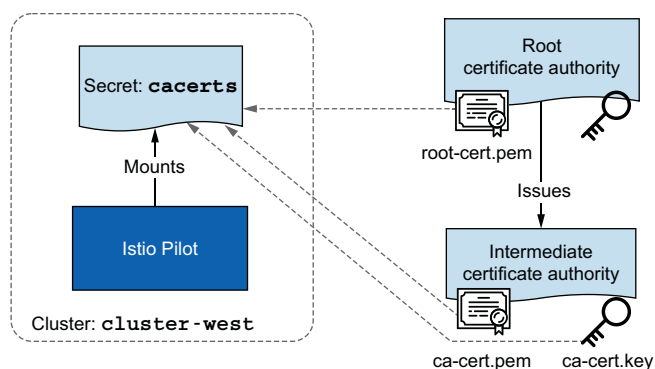 Secret: cacerts
Mounts
Istio Pilot
Cluster: cluster-west
Root
certificate authority
root-cert.pem
Issues
Intermediate
certificate authority
ca-cert.pem
ca-cert.key